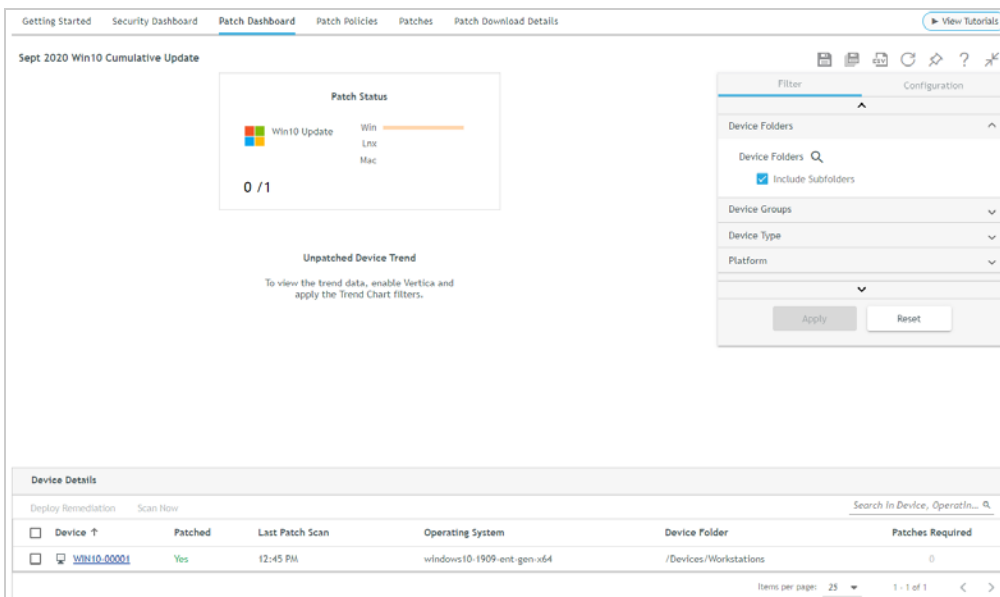 Getting Started Security Dashboard Patch Dashboard Patch Policies Patches Patch Download Details View Tutorials
Sept 2020 Win10 Cumulative Update
CSV ?
Filter Configuration
Patch Status
Win10 Update
Win
Lnx
Mac
0 /1
Device Folders
Device Folders
Include Subfolders
Device Groups
Device Type
Platform
Apply Reset
Unpatched Device Trend
To view the trend data, enable Vertica and
apply the Trend Chart filters.
Device Details
Deploy Remediation Scan Now Search in Device, Operatin...
Device Patched Last Patch Scan Operating System Device Folder Patches Required
WIN10-00001 Yes 12:45 PM windows10-1909-ent-gen-x64 /Devices/Workstations 0
Items per page: 25 1 - 1 of 1